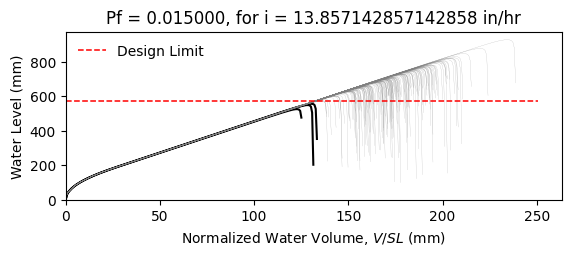 Pf = 0.015000, for i = 13.857142857142858 in/hr
Design Limit
Water Level (mm)
800
600
400
200
0
0 50 100 150 200 250
Normalized Water Volume, V/SL (mm)